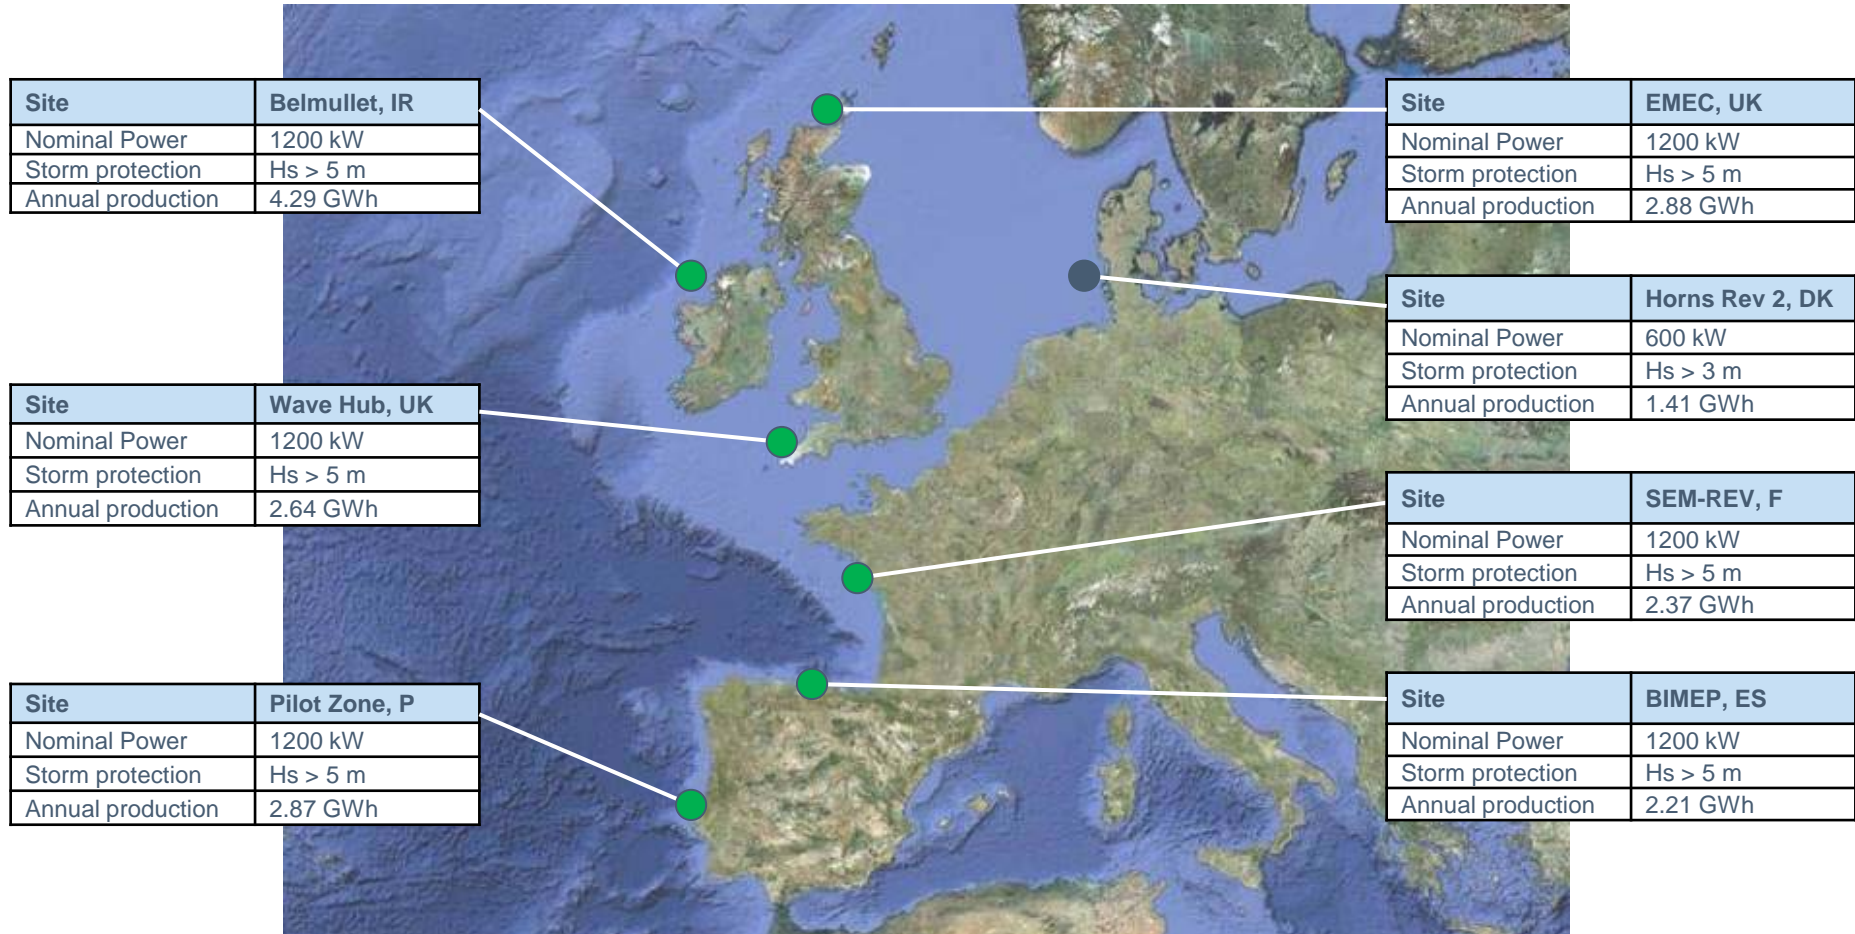 Site Belmullet, IR
Nominal Power 1200 kW
Storm protection Hs > 5 m
Annual production 4.29 GWh
Site Wave Hub, UK
Nominal Power 1200 kW
Storm protection Hs > 5 m
Annual production 2.64 GWh
Site Pilot Zone, P
Nominal Power 1200 kW
Storm protection Hs > 5 m
Annual production 2.87 GWh
Site EMEC, UK
Nominal Power 1200 kW
Storm protection Hs > 5 m
Annual production 2.88 GWh
Site Horns Rev 2, DK
Nominal Power 600 kW
Storm protection Hs > 3 m
Annual production 1.41 GWh
Site SEM-REV, F
Nominal Power 1200 kW
Storm protection Hs > 5 m
Annual production 2.37 GWh
Site BIMEP, ES
Nominal Power 1200 kW
Storm protection Hs > 5 m
Annual production 2.21 GWh